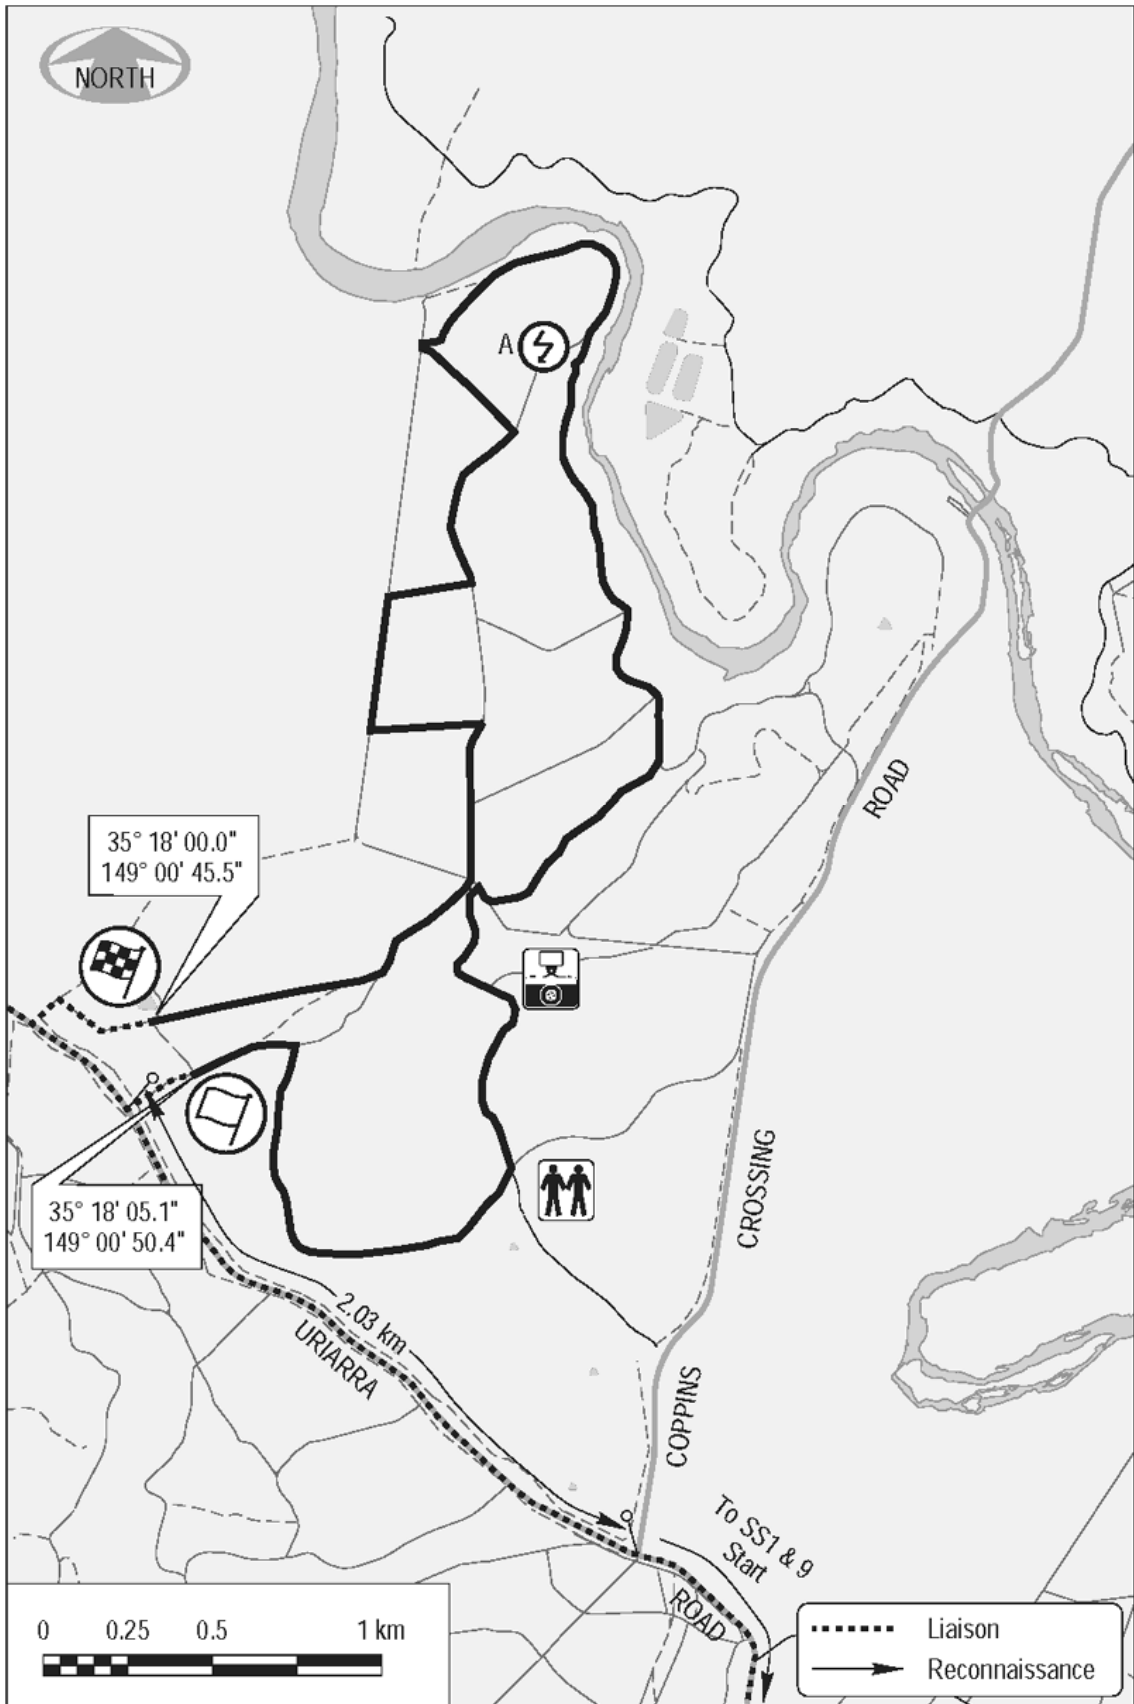 NORTH
A
ROAD
35° 18' 00.0"
149° 00' 45.5"
CROSSING
35° 18' 05.1"
149° 00' 50.4"
2.03 km
URIARRA
COPPINS
To SS1 & 9
Start
ROAD
0 0.25 0.5 1 km
Liaison
Reconnaissance